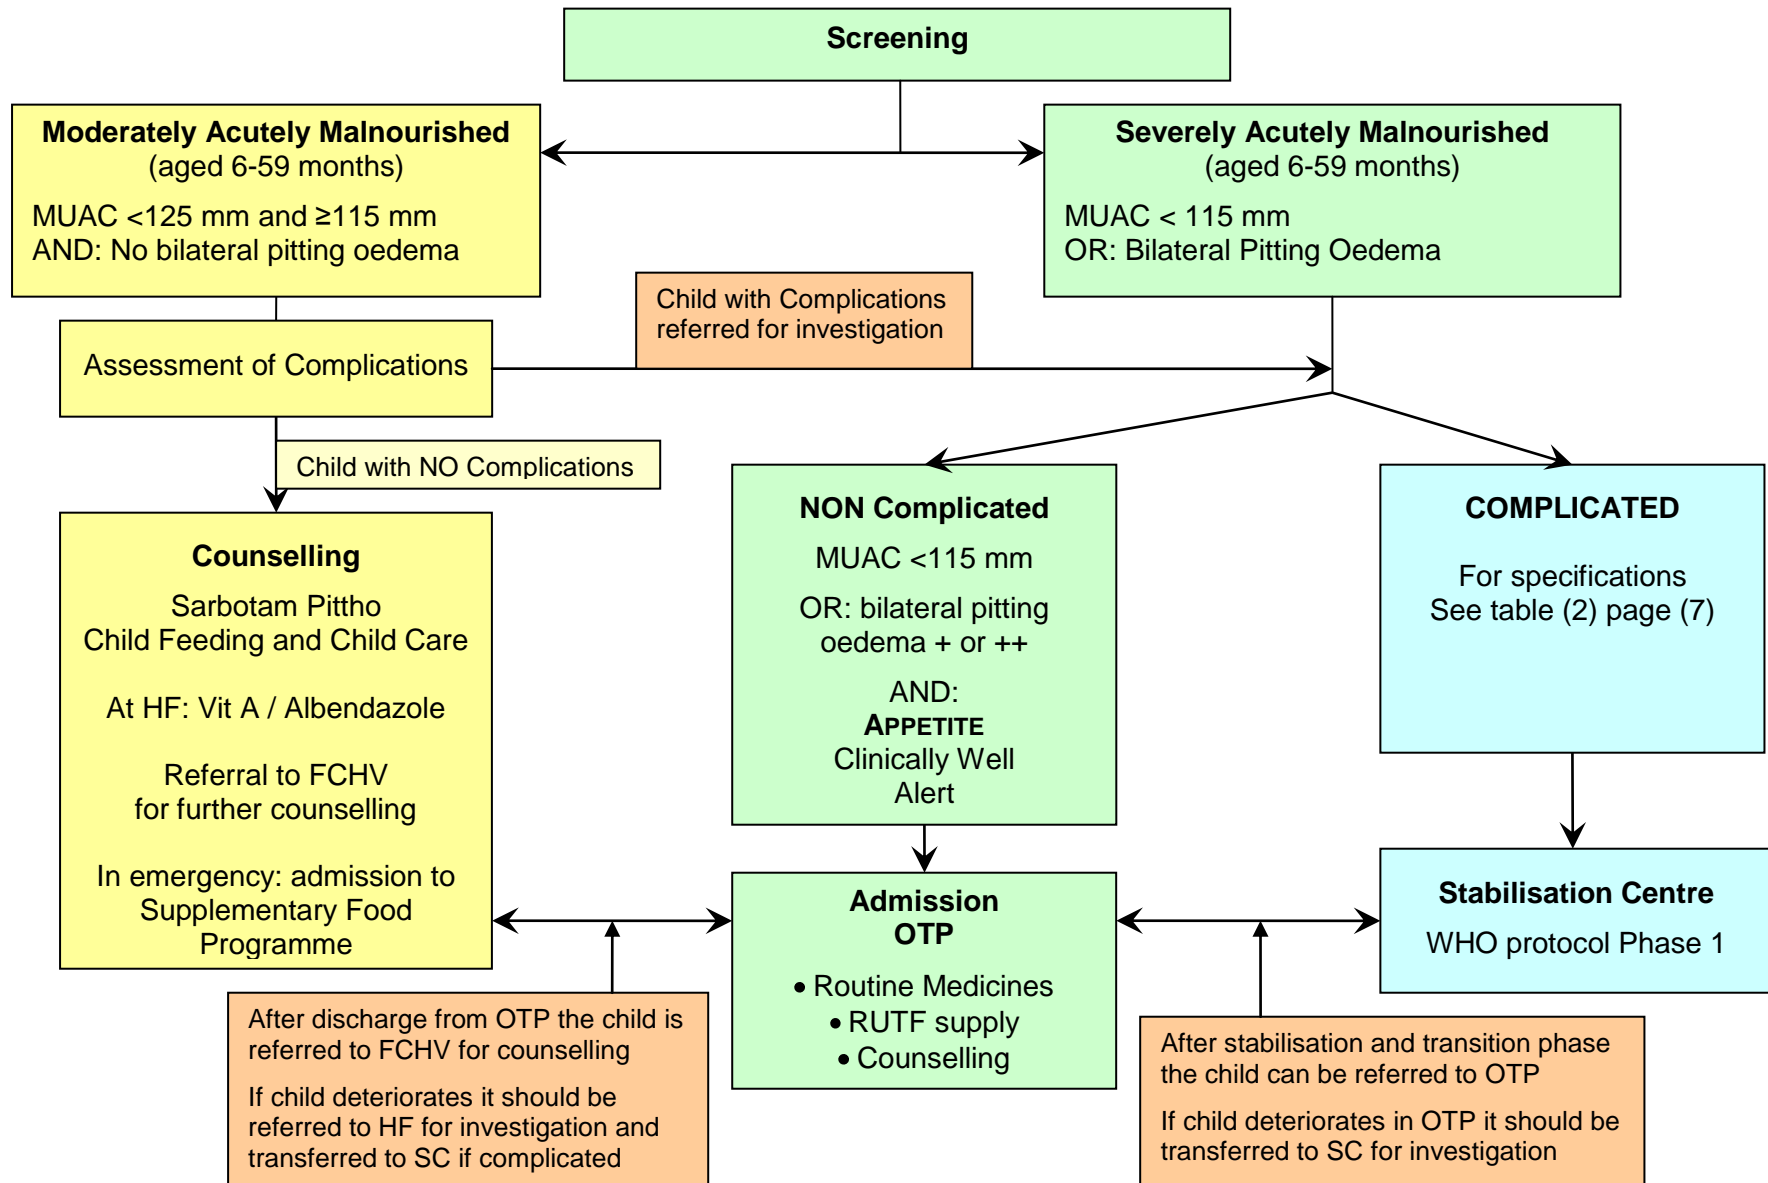 Screening
Moderately Acutely Malnourished
(aged 6-59 months)
MUAC <125 mm and ≥115 mm
AND: No bilateral pitting oedema
Severely Acutely Malnourished
(aged 6-59 months)
MUAC < 115 mm
OR: Bilateral Pitting Oedema
Child with Complications
referred for investigation
Assessment of Complications
Child with NO Complications
Counselling
Sarbotam Pittho
Child Feeding and Child Care
At HF: Vit A / Albendazole
Referral to FCHV
for further counselling
In emergency: admission to
Supplementary Food
Programme
NON Complicated
MUAC <115 mm
OR: bilateral pitting
oedema + or ++
AND:
APPETITE
Clinically Well
Alert
COMPLICATED
For specifications
See table (2) page (7)
Admission
OTP
• Routine Medicines
• RUTF supply
• Counselling
Stabilisation Centre
WHO protocol Phase 1
After discharge from OTP the child is
referred to FCHV for counselling
If child deteriorates it should be
referred to HF for investigation and
transferred to SC if complicated
After stabilisation and transition phase
the child can be referred to OTP
If child deteriorates in OTP it should be
transferred to SC for investigation